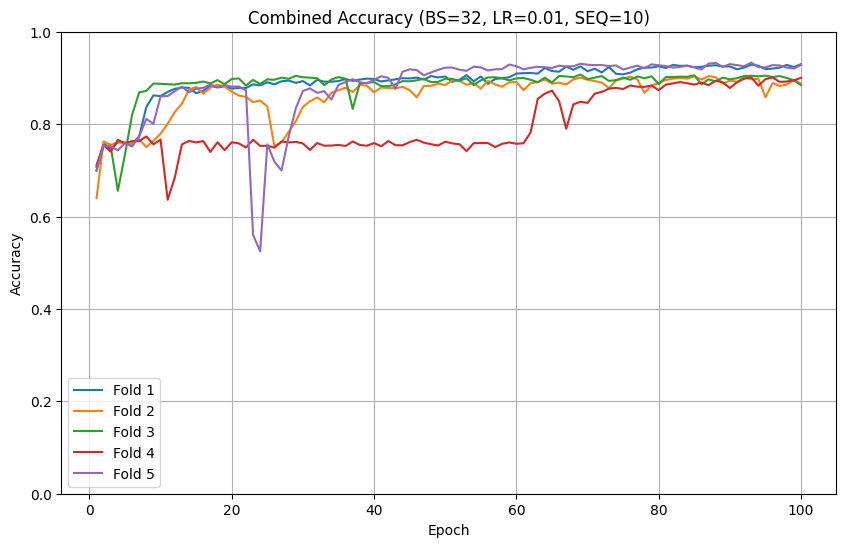 Combined Accuracy (BS=32, LR=0.01, SEQ=10)
1.0
0.8
0.6
0.4
0.2
0.0
Accuracy
Fold 1
Fold 2
Fold 3
Fold 4
Fold 5
0 20 40 60 80 100
Epoch